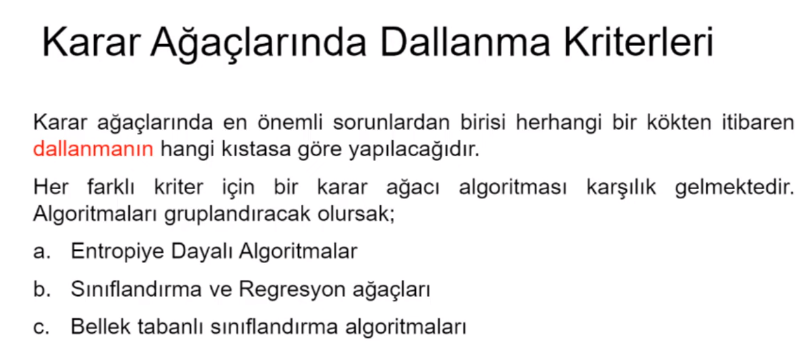 Karar Ağaçlarında Dallanma Kriterleri
Karar ağaçlarında en önemli sorunlardan birisi herhangi bir kökten itibaren
dallanmanın hangi kıstasa göre yapılacağıdır.
Her farklı kriter için bir karar ağacı algoritması karşılık gelmektedir.
Algoritmaları gruplandıracak olursak;
a. Entropiye Dayalı Algoritmalar
b. Sınıflandırma ve Regresyon ağaçları
c. Bellek tabanlı sınıflandırma algoritmaları